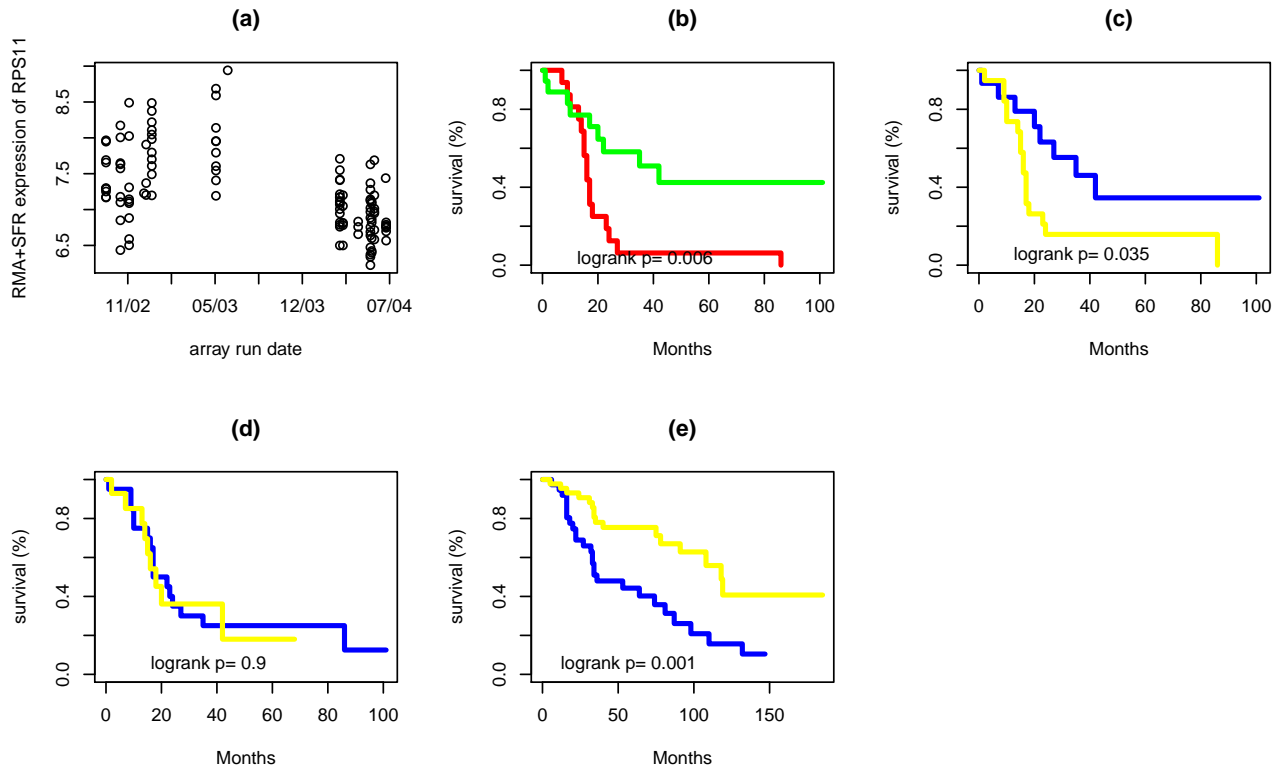 (a)
RMA+SFR expression of RPS11
8.5
7.5
6.5
11/02 05/03 12/03 07/04
array run date
(b)
survival (%)
0.8
0.4
0.0
logrank p= 0.006
0 20 40 60 80 100
Months
(c)
survival (%)
0.8
0.4
0.0
logrank p= 0.035
0 20 40 60 80 100
Months
(d)
survival (%)
0.8
0.4
0.0
logrank p= 0.9
0 20 40 60 80 100
Months
(e)
survival (%)
0.8
0.4
0.0
logrank p= 0.001
0 50 100 150
Months